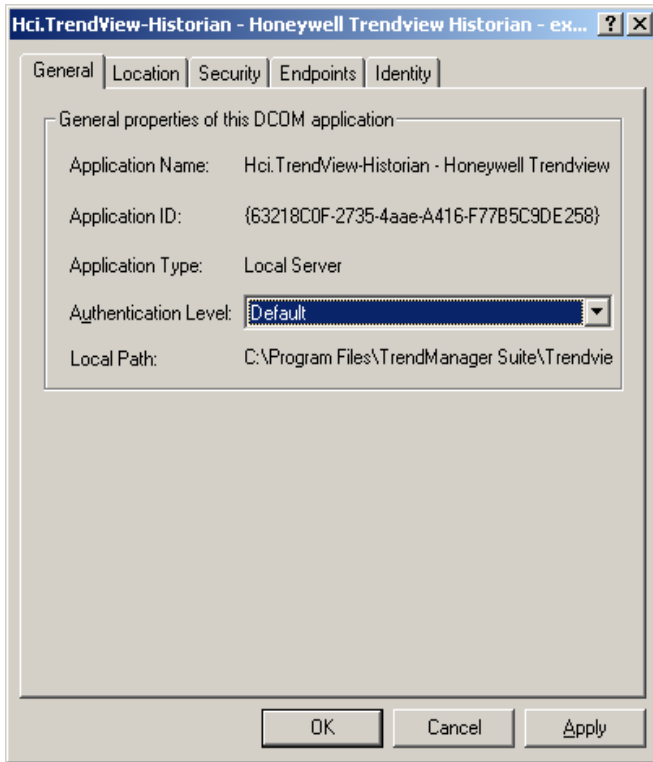 Hci.TrendView-Historian - Honeywell Trendview Historian - ex...
General Location Security Endpoints Identity
General properties of this DCOM application
Application Name: Hci.TrendView-Historian - Honeywell Trendview
Application ID: {63218C0F-2735-4aae-A416-F77B5C9DE258}
Application Type: Local Server
Authentication Level: Default
Local Path: C:\Program Files\TrendManager Suite\Trendvie
OK Cancel Apply